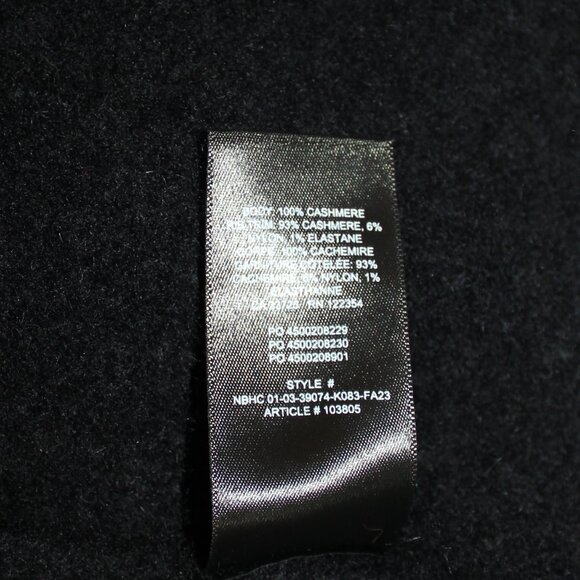 BODY: 100% CASHMERE
93% CASHMERE, 6%
1% ELASTANE
CACHEMIRE
93%
NYLON, 1%
RN 122354
PO 4500208229
PO 4500208230
PO 4500208901
STYLE #
NBHC 01-03-39074-K083-FA23
ARTICLE # 103805